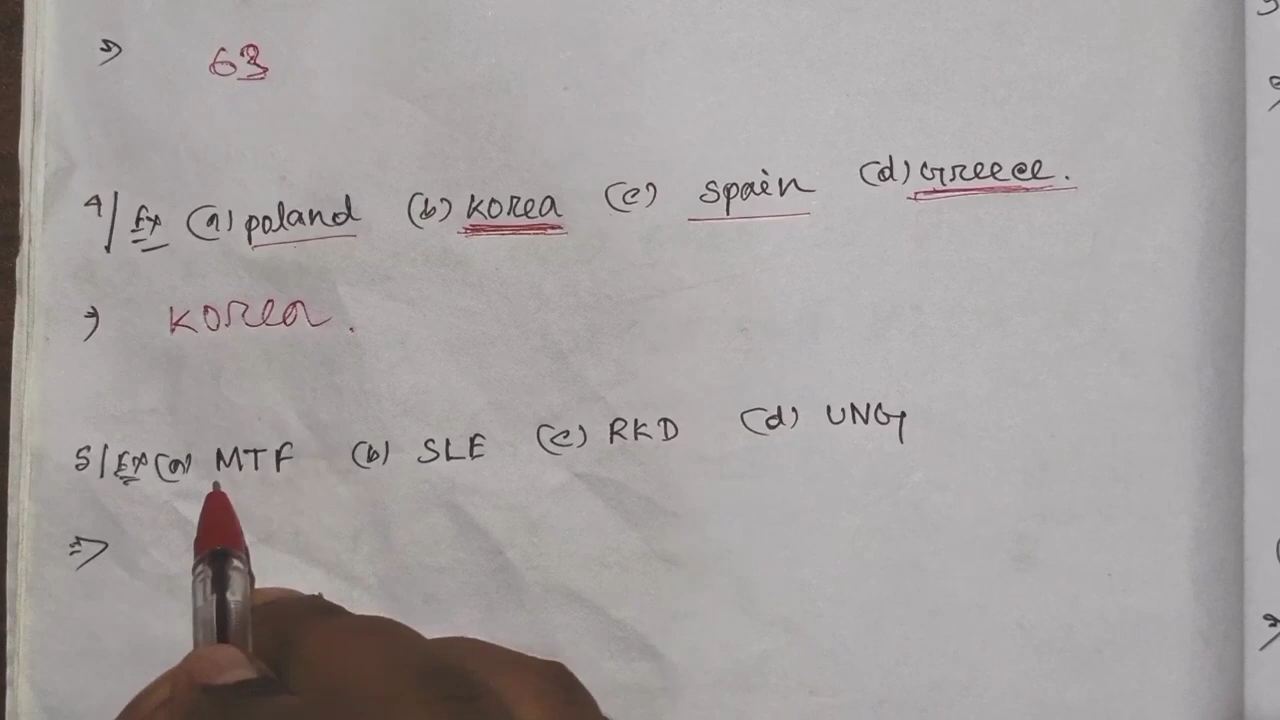 ⇒ 63
4/ Ex (a) poland (b) korea (c) spain (d) Greece.
⇒ Korea.
5/ Ex (a) MTF (b) SLE (c) RKD (d) UNG
⇒